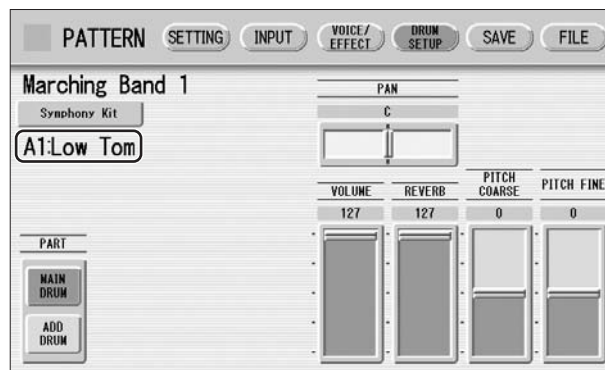 PATTERN SETTING INPUT VOICE/ EFFECT DRUM SETUP SAVE FILE
Marching Band 1
Symphony Kit
A1:Low Tom
PAN
C
VOLUME REVERB PITCH COARSE PITCH FINE
127 127 0 0
PART
MAIN DRUM
ADD DRUM